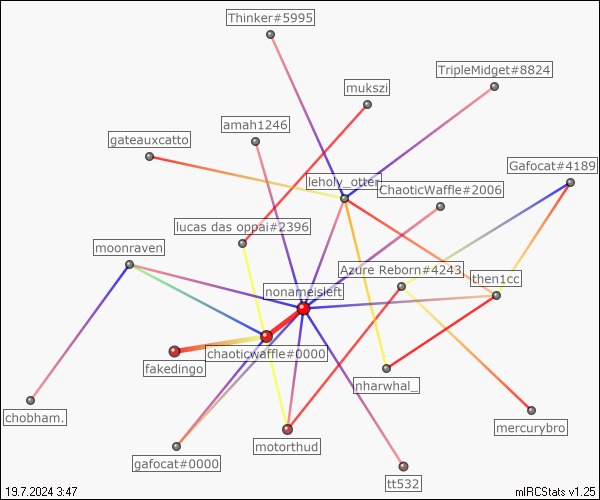 Thinker#5995
TripleMidget#8824
mukszi
amah1246
gateauxcatto
Gafocat#4189
leholy_otter
ChaoticWaffle#2006
lucas das oppai#2396
moonraven
Azure Reborn#4243
then1cc
nonameisleft
chaoticwaffle#0000
fakedingo
nharwhal_
chobham.
mercurybro
motorthud
gafocat#0000
tt532
19.7.2024 3:47
mIRCStats v1.25